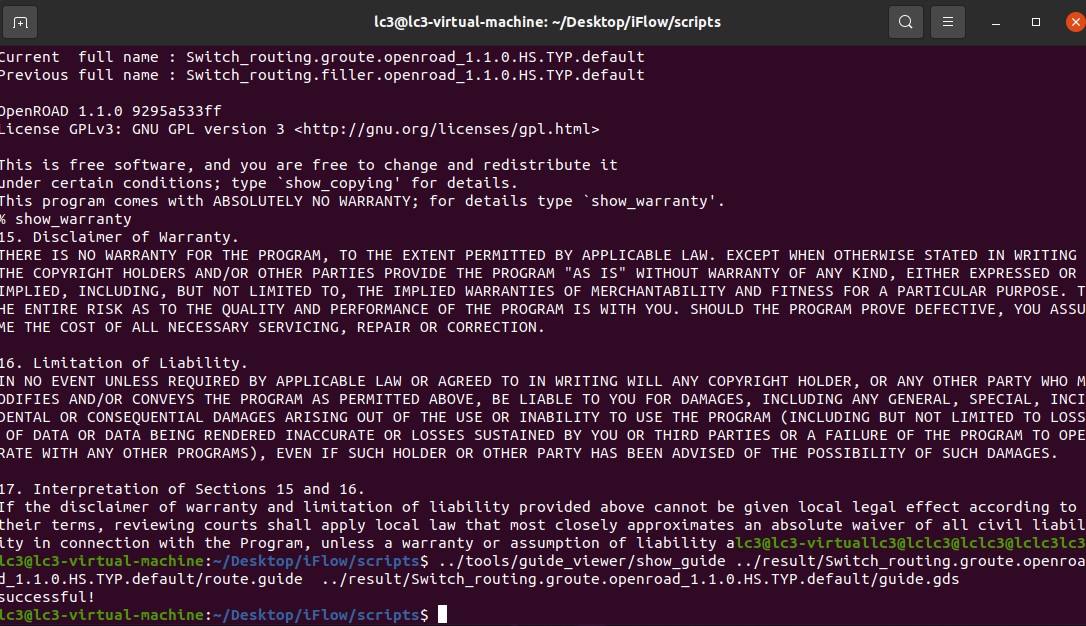 lc3@lc3-virtual-machine: ~/Desktop/iFlow/scripts
Current  full name : Switch_routing.groute.openroad_1.1.0.HS.TYP.default
Previous full name : Switch_routing.filler.openroad_1.1.0.HS.TYP.default
OpenROAD 1.1.0 9295a533ff
License GPLv3: GNU GPL version 3 <http://gnu.org/licenses/gpl.html>
This is free software, and you are free to change and redistribute it
under certain conditions; type `show_copying' for details.
This program comes with ABSOLUTELY NO WARRANTY; for details type `show_warranty'.
% show_warranty
15. Disclaimer of Warranty.
THERE IS NO WARRANTY FOR THE PROGRAM, TO THE EXTENT PERMITTED BY APPLICABLE LAW. EXCEPT WHEN OTHERWISE STATED IN WRITING
THE COPYRIGHT HOLDERS AND/OR OTHER PARTIES PROVIDE THE PROGRAM "AS IS" WITHOUT WARRANTY OF ANY KIND, EITHER EXPRESSED OR
IMPLIED, INCLUDING, BUT NOT LIMITED TO, THE IMPLIED WARRANTIES OF MERCHANTABILITY AND FITNESS FOR A PARTICULAR PURPOSE. T
HE ENTIRE RISK AS TO THE QUALITY AND PERFORMANCE OF THE PROGRAM IS WITH YOU. SHOULD THE PROGRAM PROVE DEFECTIVE, YOU ASSU
ME THE COST OF ALL NECESSARY SERVICING, REPAIR OR CORRECTION.
16. Limitation of Liability.
IN NO EVENT UNLESS REQUIRED BY APPLICABLE LAW OR AGREED TO IN WRITING WILL ANY COPYRIGHT HOLDER, OR ANY OTHER PARTY WHO M
ODIFIES AND/OR CONVEYS THE PROGRAM AS PERMITTED ABOVE, BE LIABLE TO YOU FOR DAMAGES, INCLUDING ANY GENERAL, SPECIAL, INCI
DENTAL OR CONSEQUENTIAL DAMAGES ARISING OUT OF THE USE OR INABILITY TO USE THE PROGRAM (INCLUDING BUT NOT LIMITED TO LOSS
OF DATA OR DATA BEING RENDERED INACCURATE OR LOSSES SUSTAINED BY YOU OR THIRD PARTIES OR A FAILURE OF THE PROGRAM TO OPE
RATE WITH ANY OTHER PROGRAMS), EVEN IF SUCH HOLDER OR OTHER PARTY HAS BEEN ADVISED OF THE POSSIBILITY OF SUCH DAMAGES.
17. Interpretation of Sections 15 and 16.
If the disclaimer of warranty and limitation of liability provided above cannot be given local legal effect according to
their terms, reviewing courts shall apply local law that most closely approximates an absolute waiver of all civil liabil
ity in connection with the Program, unless a warranty or assumption of liability alc3@lc3-virtuallc3@lclc3@lclc3@lclc3lc3
lc3@lc3-virtual-machine:~/Desktop/iFlow/scripts$ ../tools/guide_viewer/show_guide ../result/Switch_routing.groute.openroa
d_1.1.0.HS.TYP.default/route.guide  ../result/Switch_routing.groute.openroad_1.1.0.HS.TYP.default/guide.gds
successful!
lc3@lc3-virtual-machine:~/Desktop/iFlow/scripts$